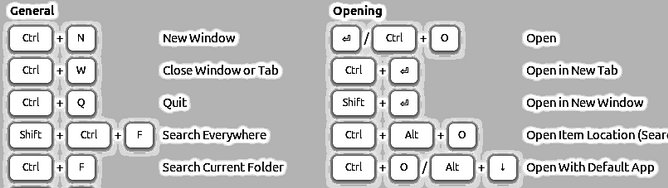 General
Ctrl + N New Window
Ctrl + W Close Window or Tab
Ctrl + Q Quit
Shift + Ctrl + F Search Everywhere
Ctrl + F Search Current Folder
Opening
⏎ / Ctrl + O Open
Ctrl + ⏎ Open in New Tab
Shift + ⏎ Open in New Window
Ctrl + Alt + O Open Item Location (Sear
Ctrl + O / Alt + ↓ Open With Default App